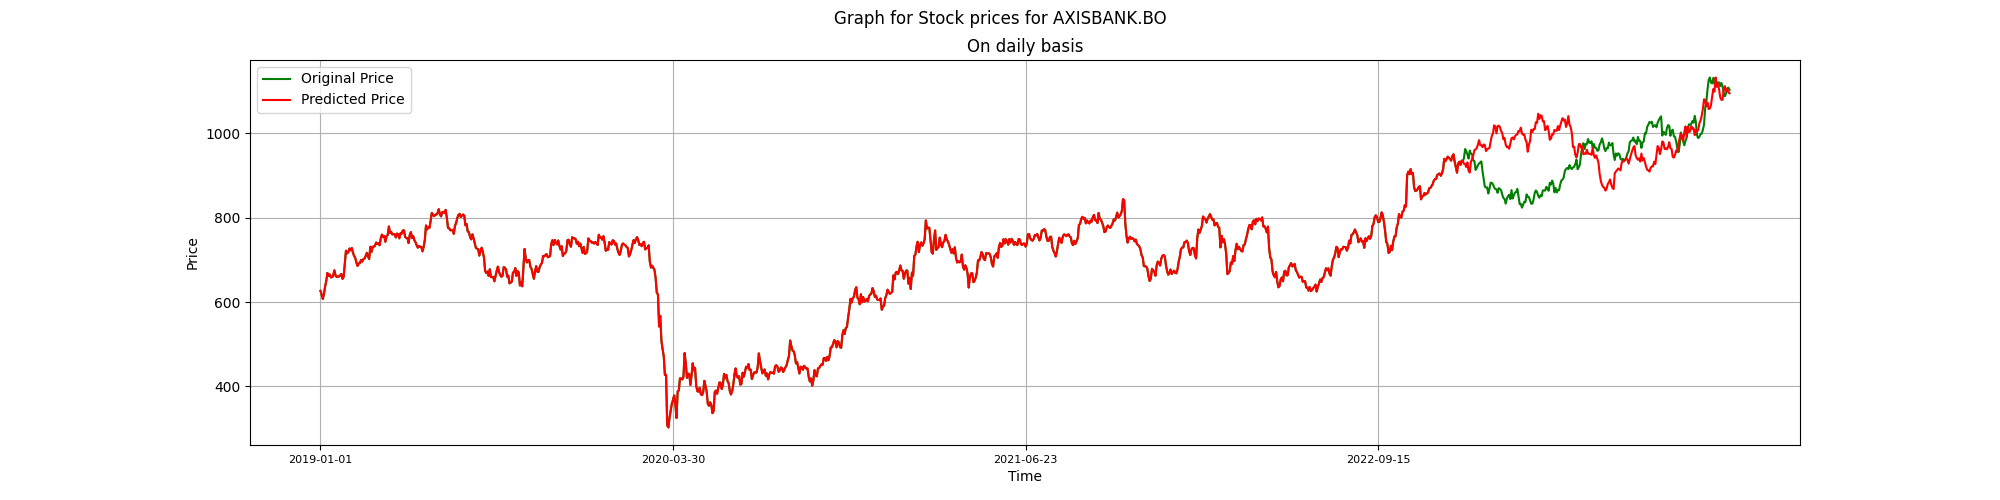 Graph for Stock prices for AXISBANK.BO
On daily basis
Original Price
Predicted Price
1000
800
600
400
Price
2019-01-01
2020-03-30
2021-06-23
2022-09-15
Time